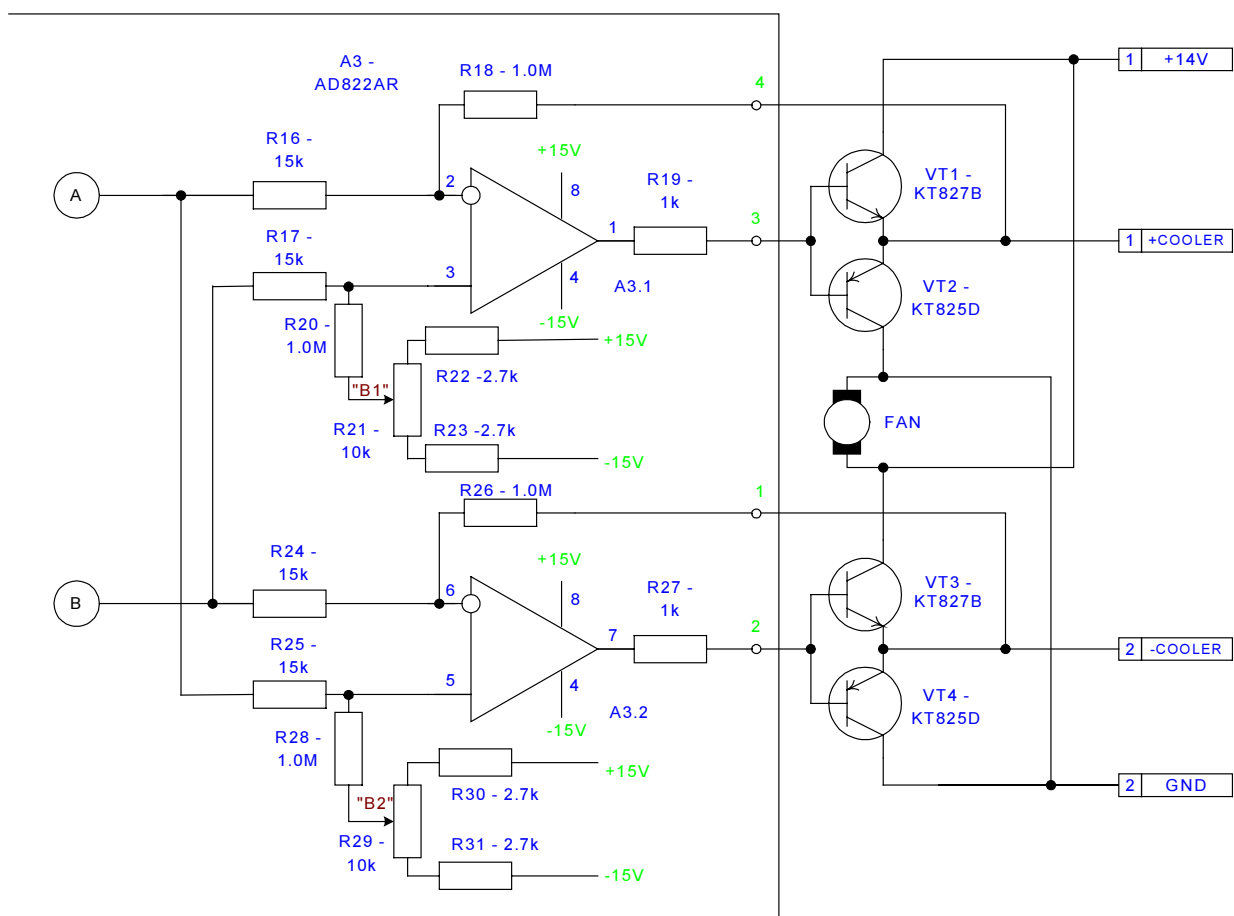 A3 -
AD822AR
R18 - 1.0M
4
1 +14V
R16 -
15k
+15V
VT1 -
KT827B
A
2
8
R19 -
1k
3
R17 -
15k
1
1 +COOLER
3
4
A3.1
VT2 -
KT825D
R20 -
1.0M
-15V
+15V
"B1"
R22 -2.7k
R21 -
10k
R23 -2.7k
FAN
-15V
R26 - 1.0M
1
R24 -
15k
+15V
VT3 -
KT827B
B
6
8
R27 -
1k
2
R25 -
15k
7
2 -COOLER
5
4
A3.2
VT4 -
KT825D
R28 -
1.0M
-15V
+15V
2 GND
"B2"
R30 - 2.7k
R29 -
10k
R31 - 2.7k
-15V